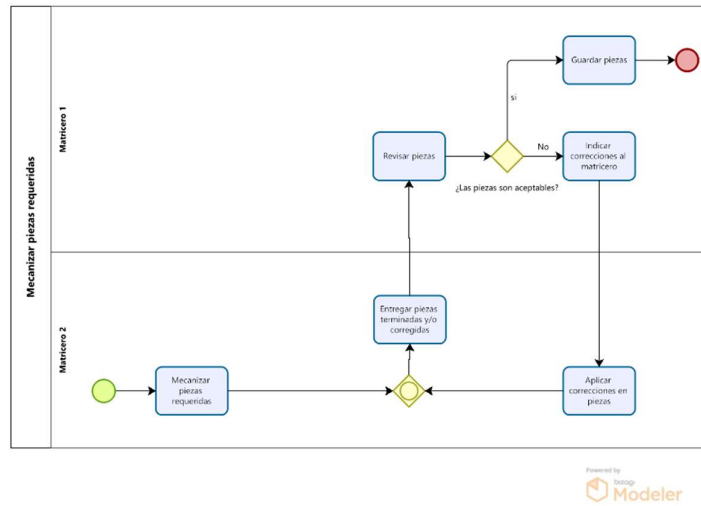 Mecanizar piezas requeridas
Matricero 1
Guardar piezas
si
Revisar piezas
No
Indicar
correcciones al
matricero
¿Las piezas son aceptables?
Matricero 2
Entregar piezas
terminadas y/o
corregidas
Mecanizar
piezas
requeridas
Aplicar
correcciones en
piezas
Powered by
bizagi
Modeler